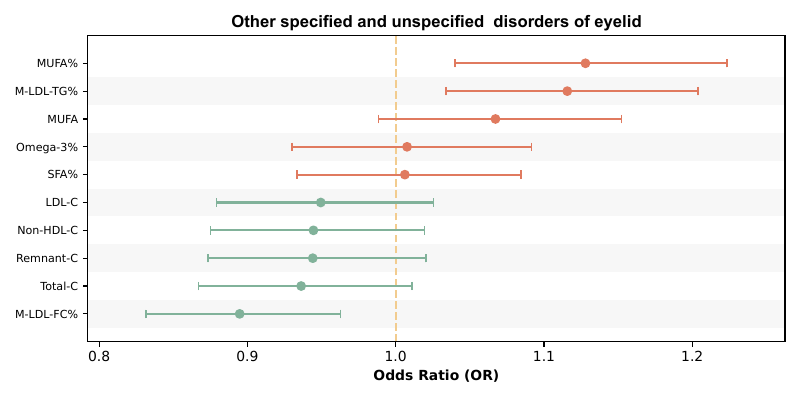 Other specified and unspecified  disorders of eyelid
MUFA%
M-LDL-TG%
MUFA
Omega-3%
SFA%
LDL-C
Non-HDL-C
Remnant-C
Total-C
M-LDL-FC%
0.8 0.9 1.0 1.1 1.2
Odds Ratio (OR)